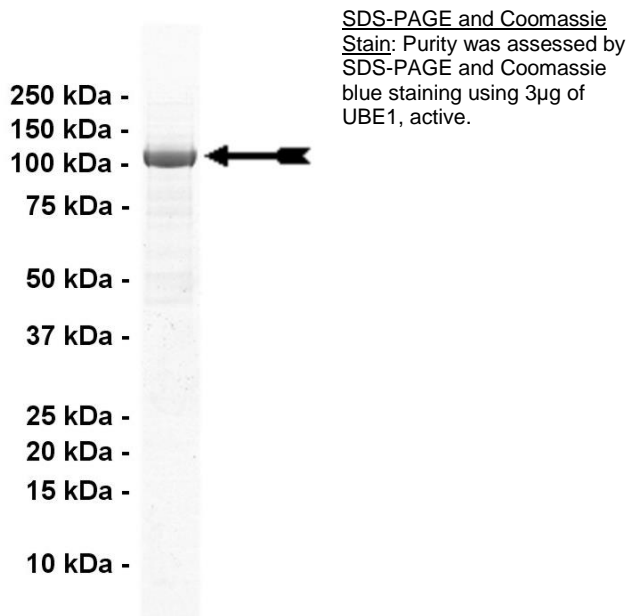 SDS-PAGE and Coomassie
Stain: Purity was assessed by
SDS-PAGE and Coomassie
blue staining using 3µg of
UBE1, active.
250 kDa -
150 kDa -
100 kDa -
75 kDa -
50 kDa -
37 kDa -
25 kDa -
20 kDa -
15 kDa -
10 kDa -